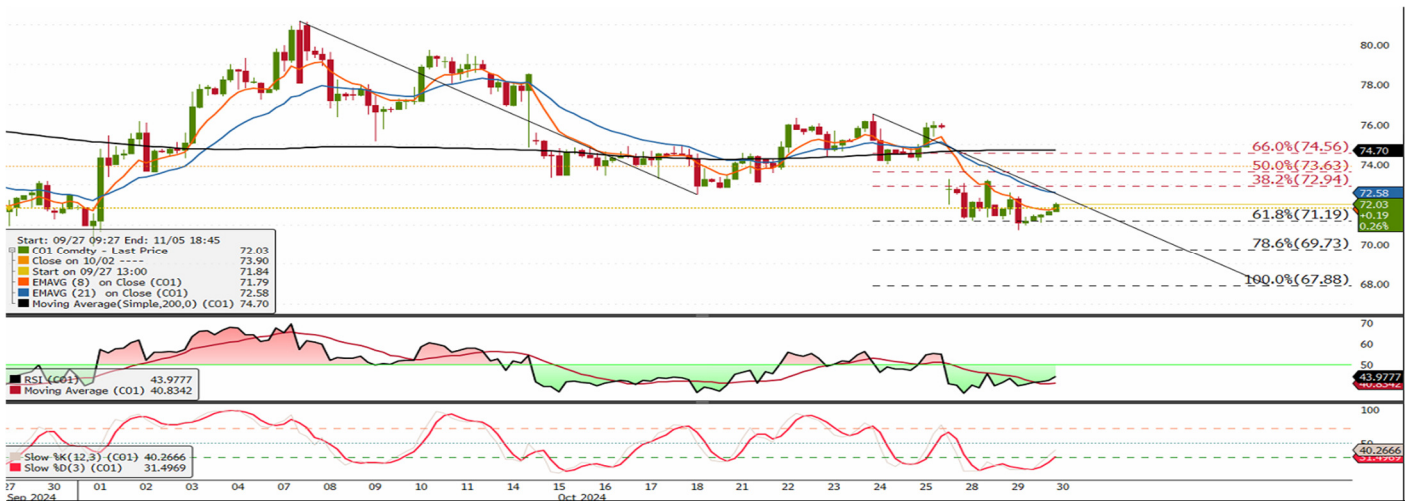 80.00
78.00
76.00
66.0%(74.56)
74.70
74.00
50.0%(73.63)
38.2%(72.94)
72.58
72.03
+0.19
0.26%
61.8%(71.19)
70.00
78.6%(69.73)
100.0%(67.88)
68.00
Start: 09/27 09:27 End: 11/05 18:45
CO1 Comdty - Last Price 72.03
Close on 10/02 ---- 73.90
Start on 09/27 13:00 71.84
EMAVG (8) on Close (CO1) 71.79
EMAVG (21) on Close (CO1) 72.58
Moving Average(Simple,200,0) (CO1) 74.70
70
60
50
43.9777
40.8342
RSI (CO1) 43.9777
Moving Average (CO1) 40.8342
100
50
40.2666
31.4969
Slow %K(12,3) (CO1) 40.2666
Slow %D(3) (CO1) 31.4969
27 30 01 02 03 04 07 08 09 10 11 14 15 16 17 18 21 22 23 24 25 28 29 30
Sep 2024 Oct 2024